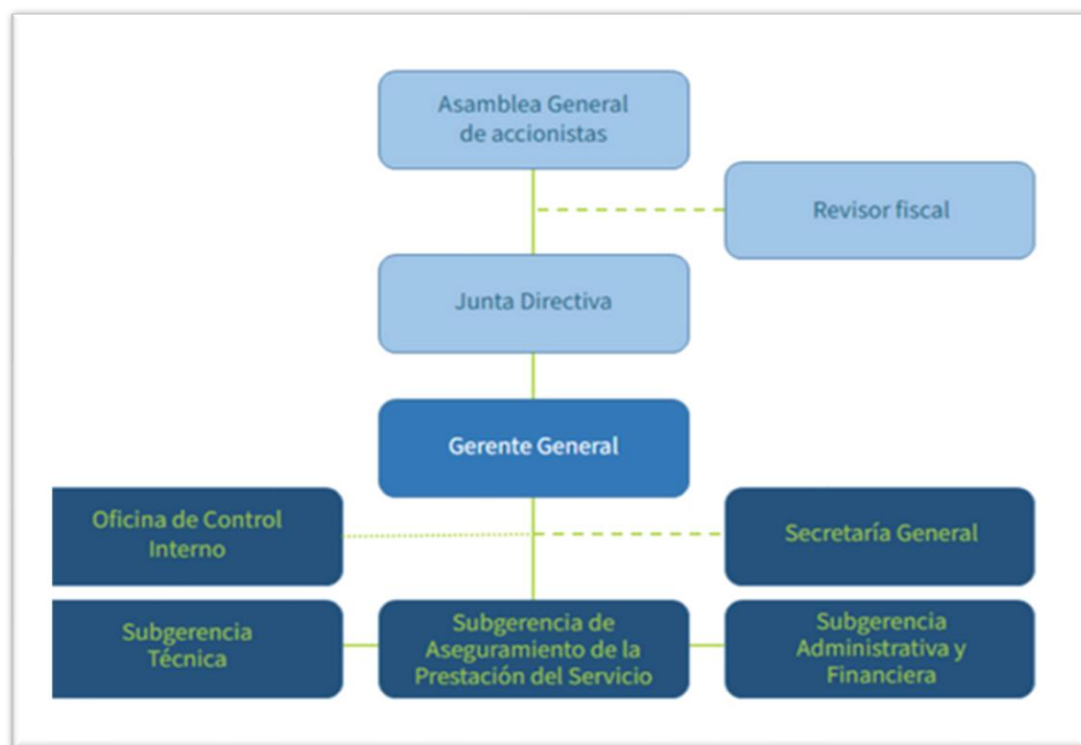 Asamblea General
de accionistas
Revisor fiscal
Junta Directiva
Gerente General
Oficina de Control
Interno
Secretaría General
Subgerencia
Técnica
Subgerencia de
Aseguramiento de la
Prestación del Servicio
Subgerencia
Administrativa y
Financiera